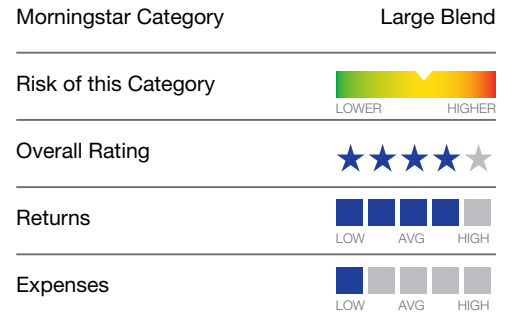 Morningstar Category Large Blend
Risk of this Category
LOWER HIGHER
Overall Rating
Returns
LOW AVG HIGH
Expenses
LOW AVG HIGH